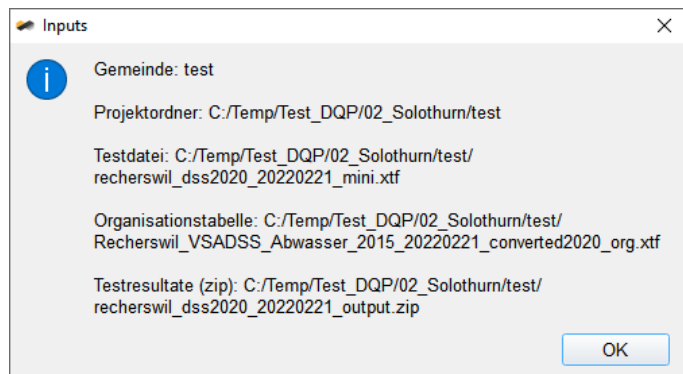 Inputs
Gemeinde: test
Projektordner: C:/Temp/Test_DQP/02_Solothurn/test
Testdatei: C:/Temp/Test_DQP/02_Solothurn/test/
recherswil_dss2020_20220221_mini.xtf
Organisationstabelle: C:/Temp/Test_DQP/02_Solothurn/test/
Recherswil_VSADSS_Abwasser_2015_20220221_converted2020_org.xtf
Testresultate (zip): C:/Temp/Test_DQP/02_Solothurn/test/
recherswil_dss2020_20220221_output.zip
OK